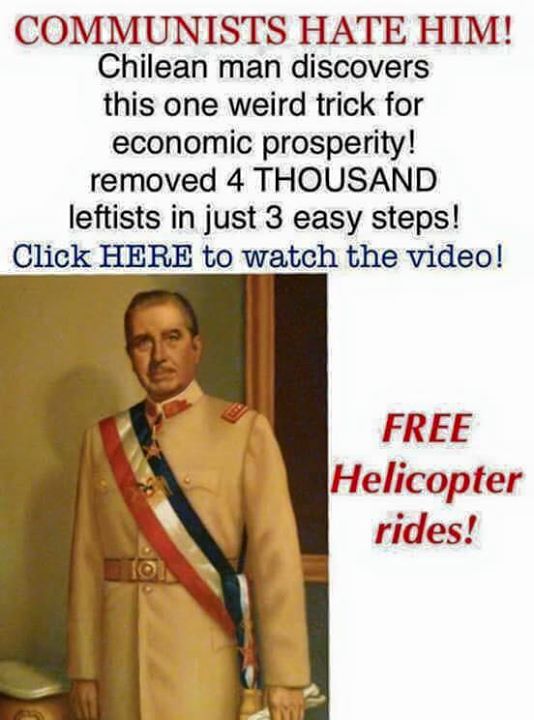 COMMUNISTS HATE HIM!
Chilean man discovers
this one weird trick for
economic prosperity!
removed 4 THOUSAND
leftists in just 3 easy steps!
Click HERE to watch the video!
FREE
Helicopter
rides!